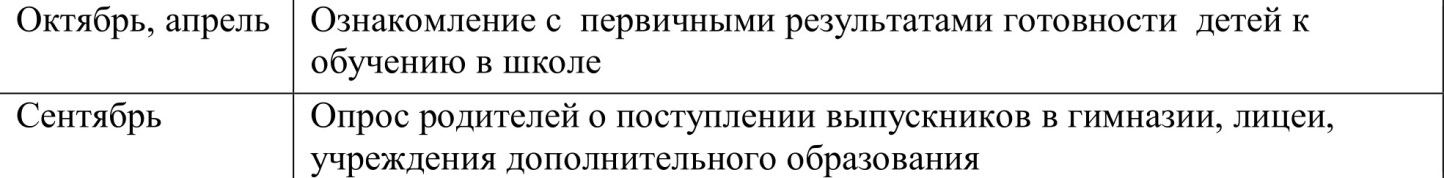 Октябрь, апрель Ознакомление с первичными результатами готовности детей к
обучению в школе
Сентябрь Опрос родителей о поступлении выпускников в гимназии, лицеи,
учреждения дополнительного образования